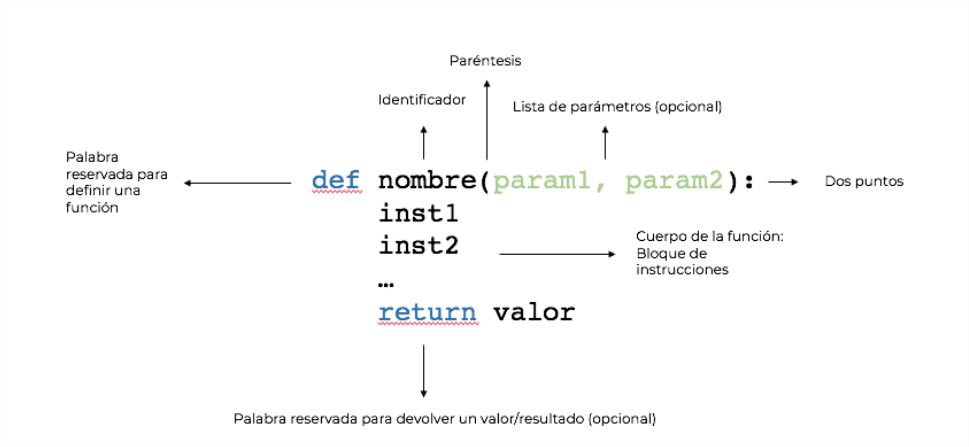 Paréntesis
Identificador
Lista de parámetros (opcional)
Palabra
reservada para
definir una
función
def nombre(param1, param2):
Dos puntos
inst1
inst2
Cuerpo de la función:
Bloque de
instrucciones
…
return valor
Palabra reservada para devolver un valor/resultado (opcional)